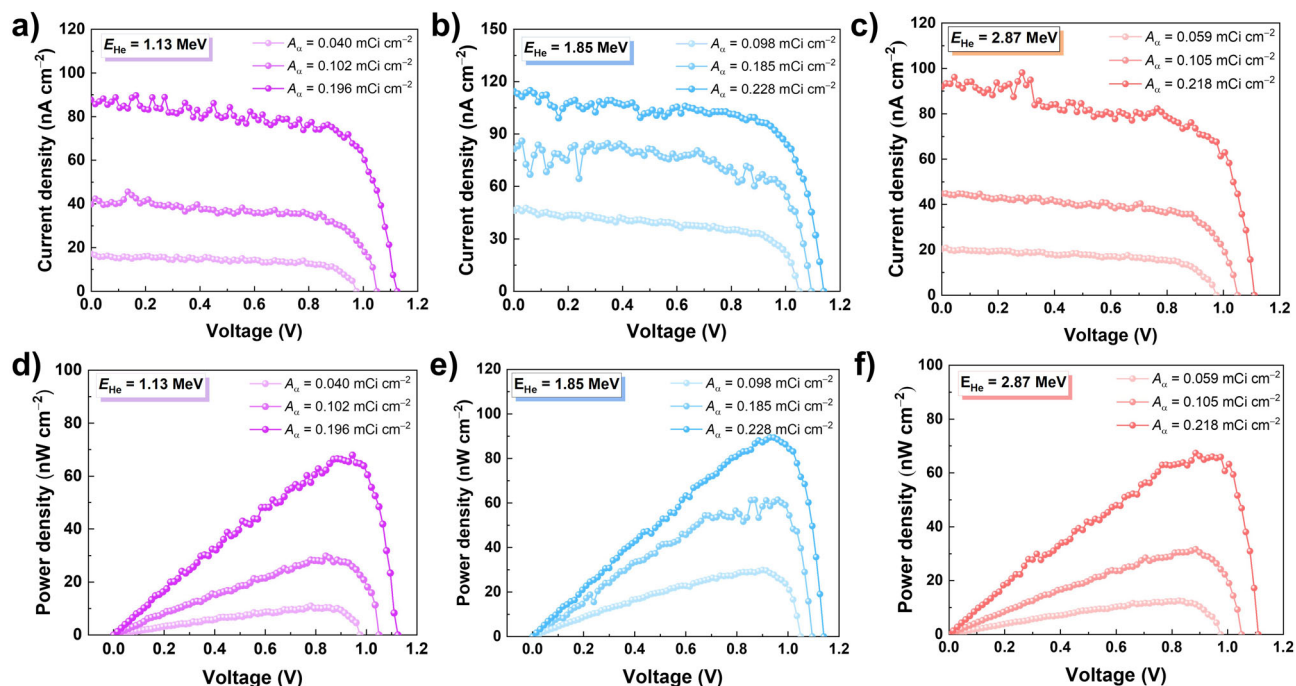 a)
E_He = 1.13 MeV
A_α = 0.040 mCi cm⁻²
A_α = 0.102 mCi cm⁻²
A_α = 0.196 mCi cm⁻²
Current density (nA cm⁻²)
120
100
80
60
40
20
0
0.0 0.2 0.4 0.6 0.8 1.0 1.2
Voltage (V)
b)
E_He = 1.85 MeV
A_α = 0.098 mCi cm⁻²
A_α = 0.185 mCi cm⁻²
A_α = 0.228 mCi cm⁻²
Current density (nA cm⁻²)
150
120
90
60
30
0
0.0 0.2 0.4 0.6 0.8 1.0 1.2
Voltage (V)
c)
E_He = 2.87 MeV
A_α = 0.059 mCi cm⁻²
A_α = 0.105 mCi cm⁻²
A_α = 0.218 mCi cm⁻²
Current density (nA cm⁻²)
120
100
80
60
40
20
0
0.0 0.2 0.4 0.6 0.8 1.0 1.2
Voltage (V)
d)
E_He = 1.13 MeV
A_α = 0.040 mCi cm⁻²
A_α = 0.102 mCi cm⁻²
A_α = 0.196 mCi cm⁻²
Power density (nW cm⁻²)
100
80
60
40
20
0
0.0 0.2 0.4 0.6 0.8 1.0 1.2
Voltage (V)
e)
E_He = 1.85 MeV
A_α = 0.098 mCi cm⁻²
A_α = 0.185 mCi cm⁻²
A_α = 0.228 mCi cm⁻²
Power density (nW cm⁻²)
120
100
80
60
40
20
0
0.0 0.2 0.4 0.6 0.8 1.0 1.2
Voltage (V)
f)
E_He = 2.87 MeV
A_α = 0.059 mCi cm⁻²
A_α = 0.105 mCi cm⁻²
A_α = 0.218 mCi cm⁻²
Power density (nW cm⁻²)
100
80
60
40
20
0
0.0 0.2 0.4 0.6 0.8 1.0 1.2
Voltage (V)